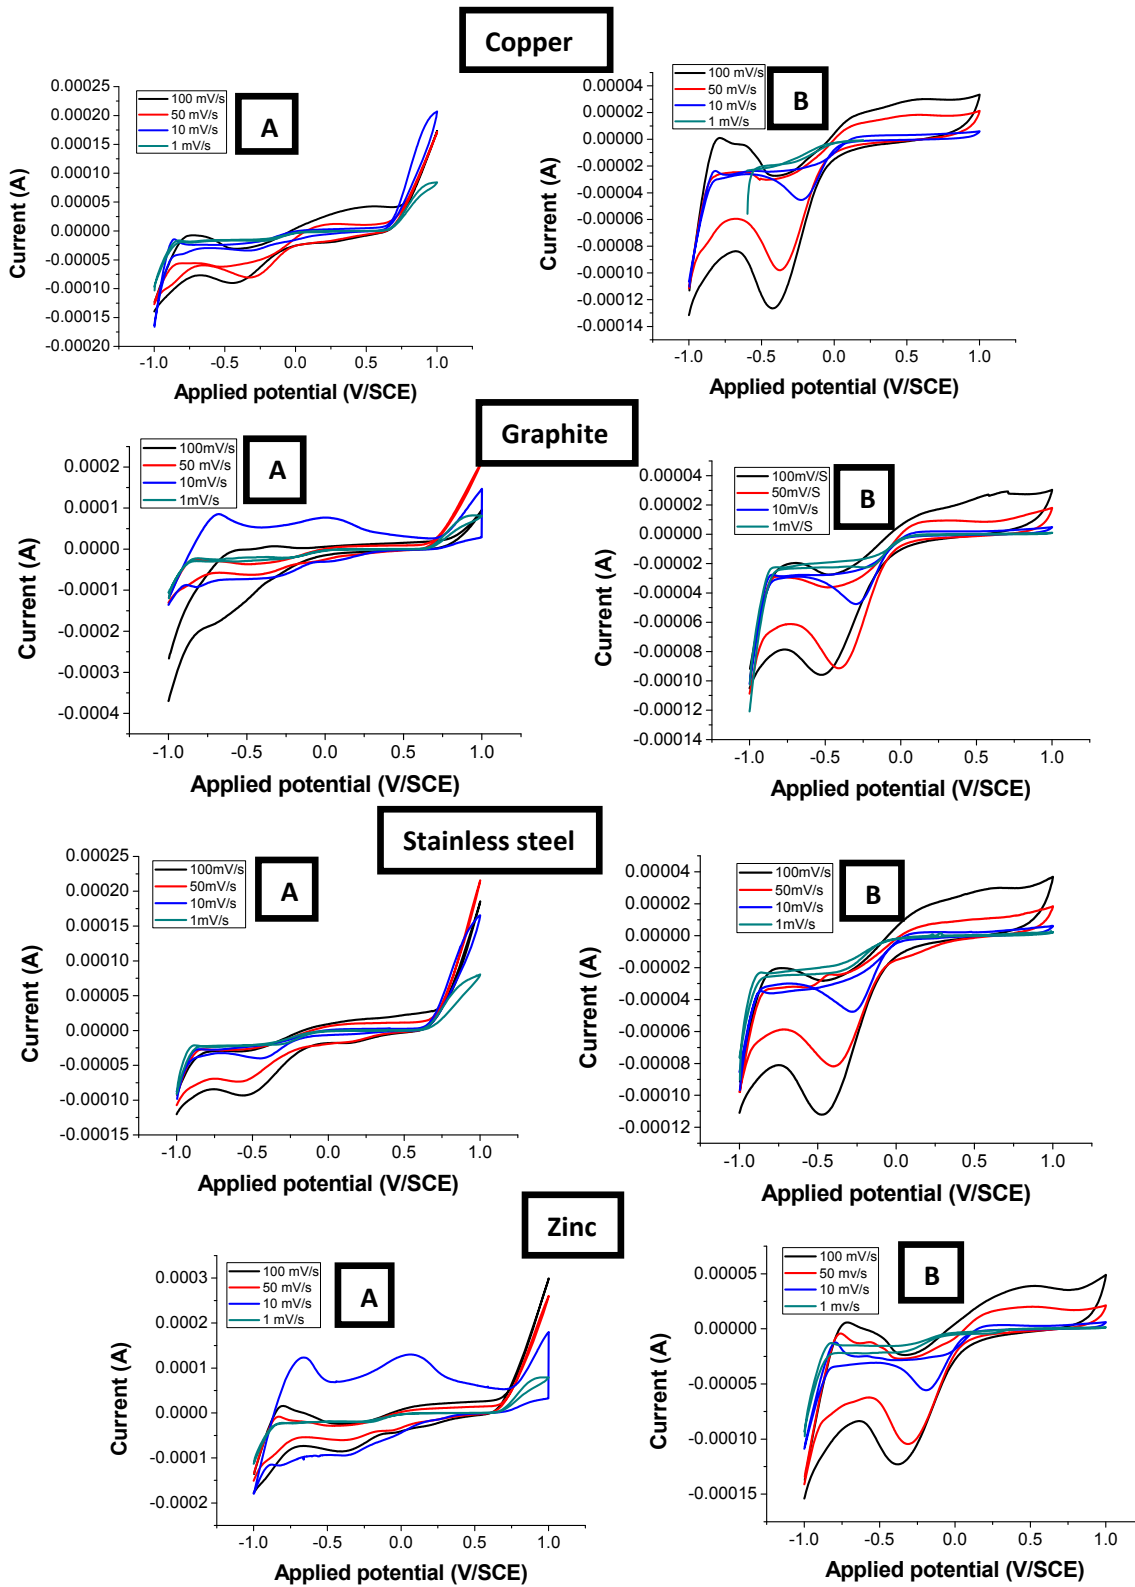 Copper
0.00025
0.00020
0.00015
0.00010
0.00005
0.00000
-0.00005
-0.00010
-0.00015
-0.00020
Current (A)
100 mV/s
50 mV/s
10 mV/s
1 mV/s
A
-1.0 -0.5 0.0 0.5 1.0
Applied potential (V/SCE)
0.00004
0.00002
0.00000
-0.00002
-0.00004
-0.00006
-0.00008
-0.00010
-0.00012
-0.00014
Current (A)
100 mV/s
50 mV/s
10 mV/s
1 mV/s
B
-1.0 -0.5 0.0 0.5 1.0
Applied potential (V/SCE)
Graphite
0.0002
0.0001
0.0000
-0.0001
-0.0002
-0.0003
-0.0004
Current (A)
100mV/s
50 mV/s
10mV/s
1mV/s
A
-1.0 -0.5 0.0 0.5 1.0
Applied potential (V/SCE)
0.00004
0.00002
0.00000
-0.00002
-0.00004
-0.00006
-0.00008
-0.00010
-0.00012
-0.00014
Current (A)
100mV/S
50mV/S
10mV/s
1mV/S
B
-1.0 -0.5 0.0 0.5 1.0
Applied potential (V/SCE)
Stainless steel
0.00025
0.00020
0.00015
0.00010
0.00005
0.00000
-0.00005
-0.00010
-0.00015
Current (A)
100mV/s
50mV/s
10mV/s
1mV/s
A
-1.0 -0.5 0.0 0.5 1.0
Applied potential (V/SCE)
0.00004
0.00002
0.00000
-0.00002
-0.00004
-0.00006
-0.00008
-0.00010
-0.00012
Current (A)
100mV/s
50mV/s
10mV/s
1mV/s
B
-1.0 -0.5 0.0 0.5 1.0
Applied potential (V/SCE)
Zinc
0.0003
0.0002
0.0001
0.0000
-0.0001
-0.0002
Current (A)
100 mV/s
50 mV/s
10 mV/s
1 mV/s
A
-1.0 -0.5 0.0 0.5 1.0
Applied potential (V/SCE)
0.00005
0.00000
-0.00005
-0.00010
-0.00015
Current (A)
100 mV/s
50 mv/s
10 mV/s
1 mv/s
B
-1.0 -0.5 0.0 0.5 1.0
Applied potential (V/SCE)